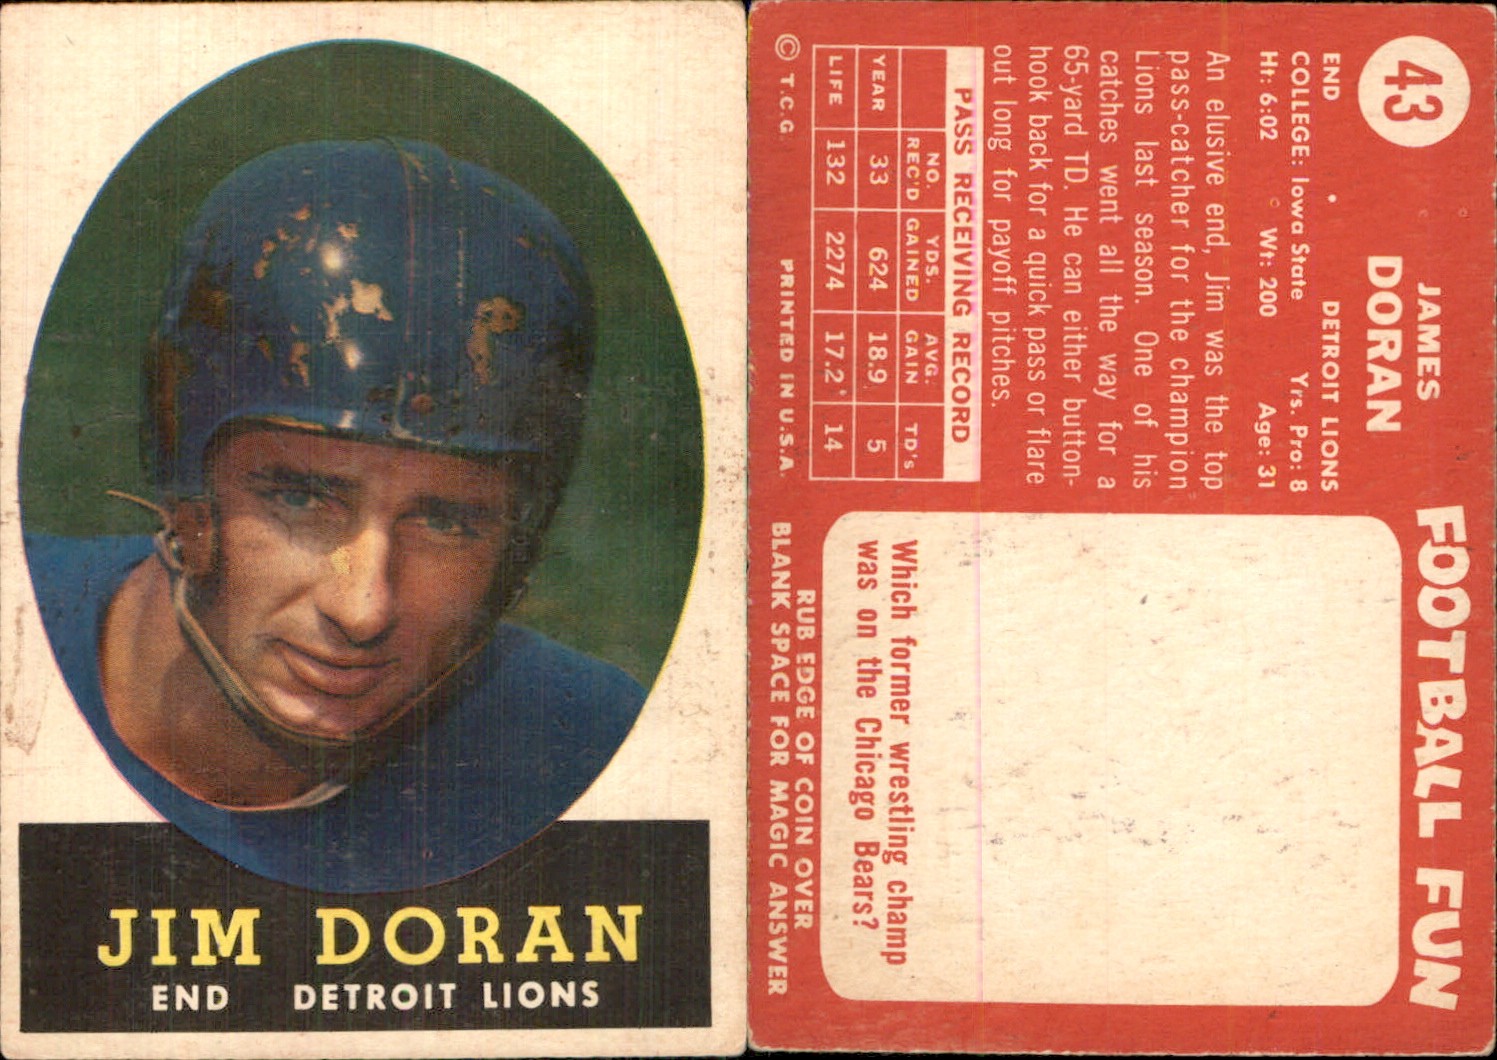 JIM DORAN
END DETROIT LIONS
43
JAMES
DORAN
END DETROIT LIONS
COLLEGE: Iowa State Yrs. Pro: 8
Ht: 6:02 Wt: 200 Age: 31
An elusive end, Jim was the top
pass-catcher for the champion
Lions last season. One of his
catches went all the way for a
65-yard TD. He can either button-
hook back for a quick pass or flare
out long for payoff pitches.
PASS RECEIVING RECORD
NO. REC'D YDS. GAINED AVG. GAIN TD's
YEAR 33 624 18.9 5
LIFE 132 2274 17.2 14
© T.C.G. PRINTED IN U.S.A.
FOOTBALL FUN
Which former wrestling champ
was on the Chicago Bears?
RUB EDGE OF COIN OVER
BLANK SPACE FOR MAGIC ANSWER